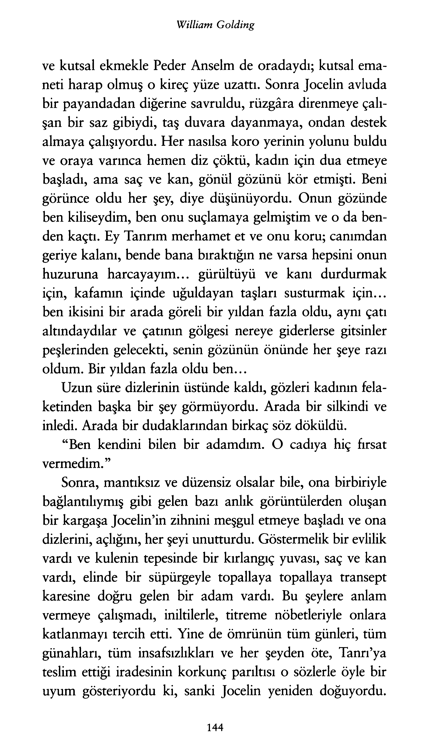 William Golding
ve kutsal ekmekle Peder Anselm de oradaydı; kutsal ema-
neti harap olmuş o kireç yüze uzattı. Sonra Jocelin avluda
bir payandadan diğerine savruldu, rüzgâra direnmeye çalı-
şan bir saz gibiydi, taş duvara dayanmaya, ondan destek
almaya çalışıyordu. Her nasılsa koro yerinin yolunu buldu
ve oraya varınca hemen diz çöktü, kadın için dua etmeye
başladı, ama saç ve kan, gönül gözünü kör etmişti. Beni
görünce oldu her şey, diye düşünüyordu. Onun gözünde
ben kiliseydim, ben onu suçlamaya gelmiştim ve o da ben-
den kaçtı. Ey Tanrım merhamet et ve onu koru; canımdan
geriye kalanı, bende bana bıraktığın ne varsa hepsini onun
huzuruna harcayayım... gürültüyü ve kanı durdurmak
için, kafamın içinde uğuldayan taşları susturmak için...
ben ikisini bir arada göreli bir yıldan fazla oldu, aynı çatı
altındaydılar ve çatının gölgesi nereye giderlerse gitsinler
peşlerinden gelecekti, senin gözünün önünde her şeye razı
oldum. Bir yıldan fazla oldu ben...
Uzun süre dizlerinin üstünde kaldı, gözleri kadının fela-
ketinden başka bir şey görmüyordu. Arada bir silkindi ve
inledi. Arada bir dudaklarından birkaç söz döküldü.
“Ben kendini bilen bir adamdım. O cadıya hiç fırsat
vermedim.”
Sonra, mantıksız ve düzensiz olsalar bile, ona birbiriyle
bağlantılıymış gibi gelen bazı anlık görüntülerden oluşan
bir kargaşa Jocelin’in zihnini meşgul etmeye başladı ve ona
dizlerini, açlığını, her şeyi unutturdu. Göstermelik bir evlilik
vardı ve kulenin tepesinde bir kırlangıç yuvası, saç ve kan
vardı, elinde bir süpürgeyle topallaya topallaya transept
karesine doğru gelen bir adam vardı. Bu şeylere anlam
vermeye çalışmadı, iniltilerle, titreme nöbetleriyle onlara
katlanmayı tercih etti. Yine de ömrünün tüm günleri, tüm
günahları, tüm insafsızlıkları ve her şeyden öte, Tanrı’ya
teslim ettiği iradesinin korkunç parıltısı o sözlerle öyle bir
uyum gösteriyordu ki, sanki Jocelin yeniden doğuyordu.
144